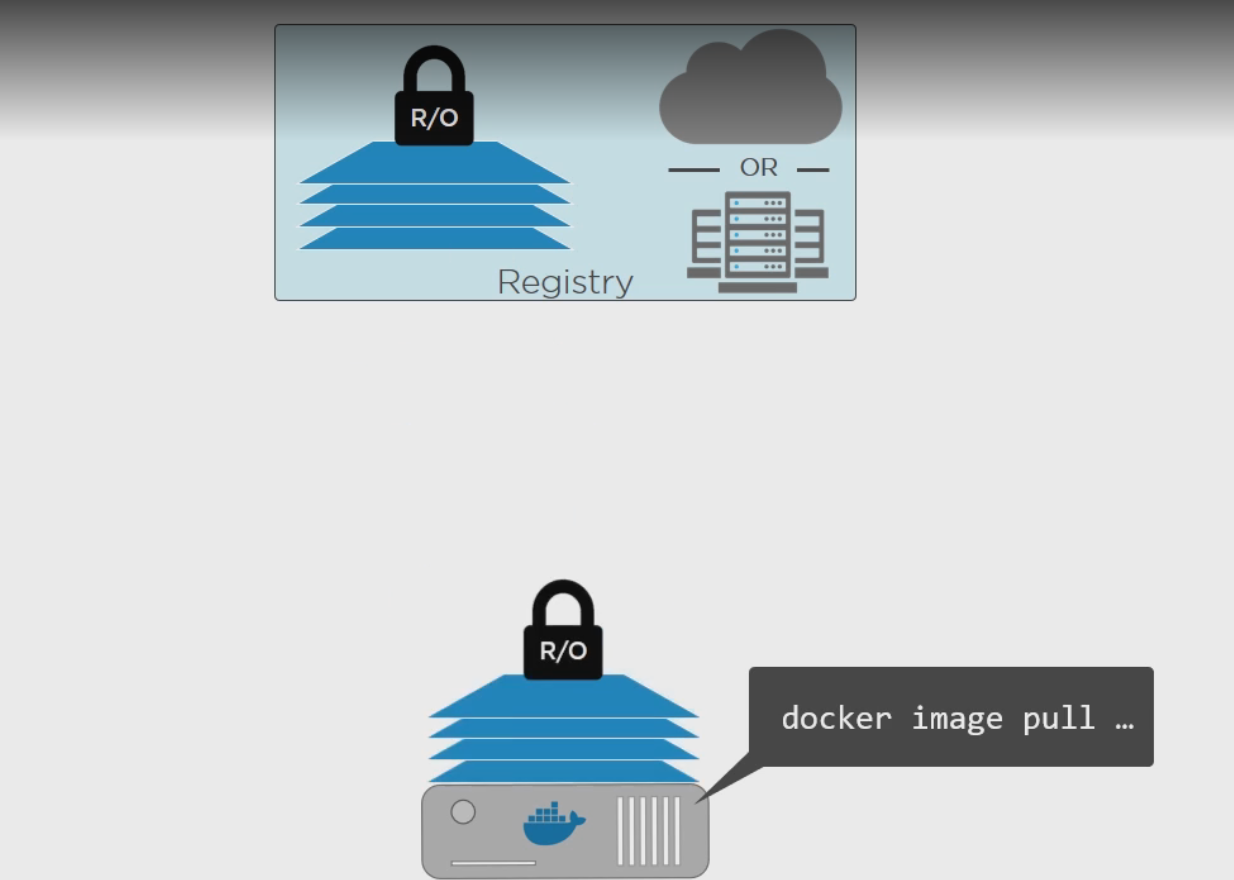 R/O
OR
Registry
R/O
docker image pull …